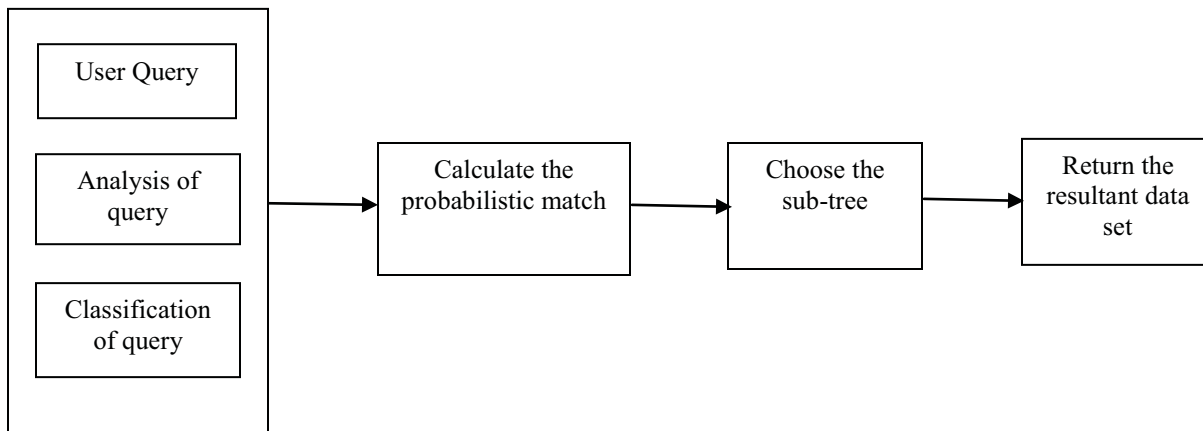 User Query
Analysis of
query
Classification
of query
Calculate the
probabilistic match
Choose the
sub-tree
Return the
resultant data
set